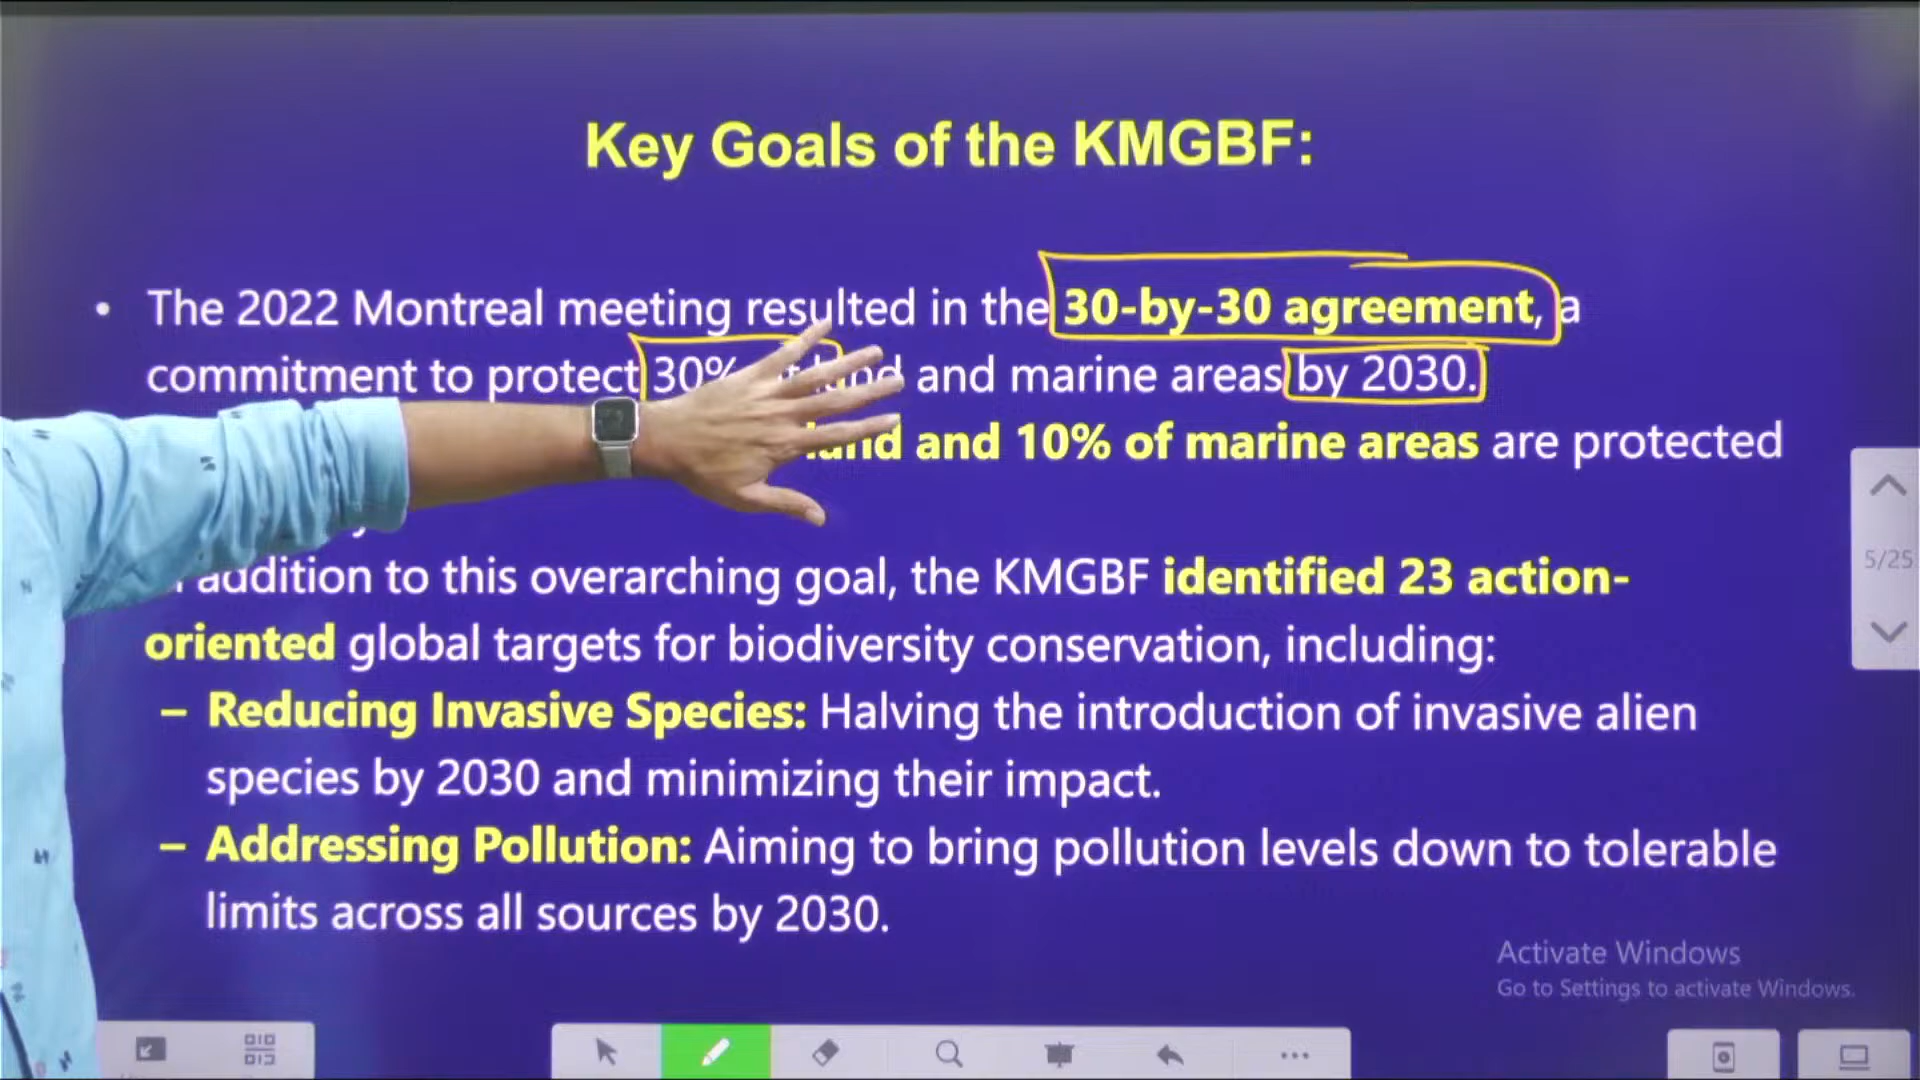 Key Goals of the KMGBF:
• The 2022 Montreal meeting resulted in the 30-by-30 agreement, a
commitment to protect 30% land and marine areas by 2030.
land and 10% of marine areas are protected
addition to this overarching goal, the KMGBF identified 23 action-
oriented global targets for biodiversity conservation, including:
– Reducing Invasive Species: Halving the introduction of invasive alien
species by 2030 and minimizing their impact.
– Addressing Pollution: Aiming to bring pollution levels down to tolerable
limits across all sources by 2030.
5/25
Activate Windows
Go to Settings to activate Windows.